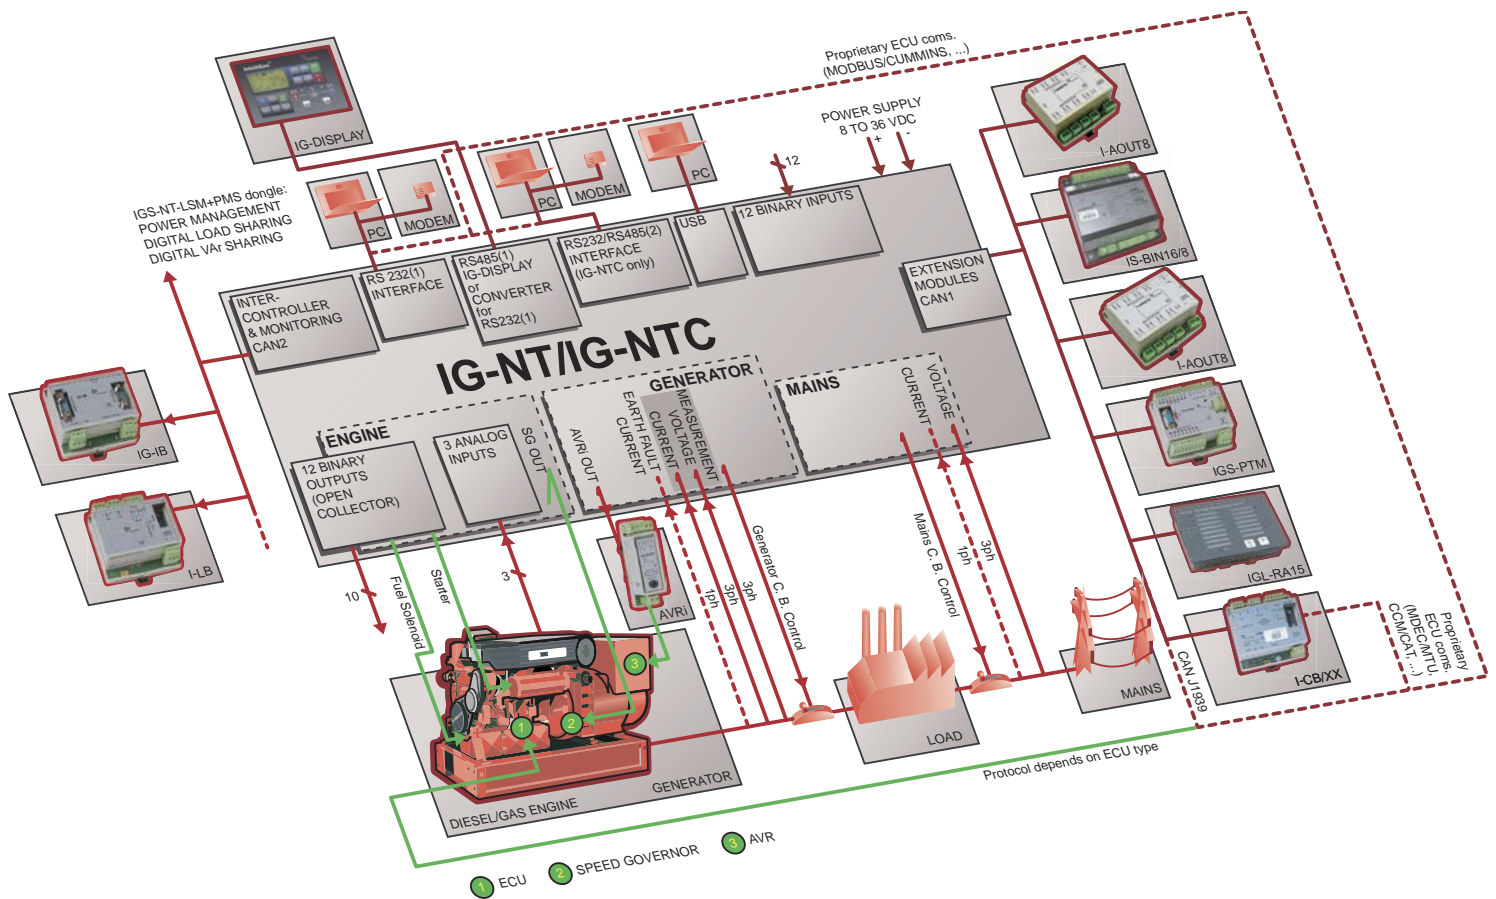 Proprietary ECU coms.
(MODBUS/CUMMINS, ...)
IG-DISPLAY
POWER SUPPLY
8 TO 36 VDC
+ -
12
PC
MODEM
PC
MODEM
PC
IGS-NT-LSM+PMS dongle:
POWER MANAGEMENT
DIGITAL LOAD SHARING
DIGITAL VAr SHARING
INTER-
CONTROLLER
& MONITORING
CAN2
RS 232(1)
INTERFACE
RS485(1)
IG-DISPLAY
or
CONVERTER
for
RS232(1)
RS232/RS485(2)
INTERFACE
(IG-NTC only)
USB
12 BINARY INPUTS
EXTENSION
MODULES
CAN1
I-AOUT8
IS-BIN16/8
I-AOUT8
IGS-PTM
IGL-RA15
I-CB/XX
IG-NT/IG-NTC
IG-IB
I-LB
ENGINE
12 BINARY
OUTPUTS
(OPEN
COLLECTOR)
3 ANALOG
INPUTS
SG OUT
GENERATOR
AVRi OUT
EARTH FAULT
CURRENT
MEASUREMENT
VOLTAGE
CURRENT
MAINS
CURRENT
VOLTAGE
10
Fuel Solenoid
Starter
3
AVRi
1ph
3ph
3ph
Generator C. B. Control
Mains C. B. Control
1ph
3ph
LOAD
MAINS
CAN J1939
Proprietary
ECU coms.
(MDEC/MTU,
CCM/CAT, ...)
Protocol depends on ECU type
1
2
3
DIESEL/GAS ENGINE
GENERATOR
1 ECU
2 SPEED GOVERNOR
3 AVR